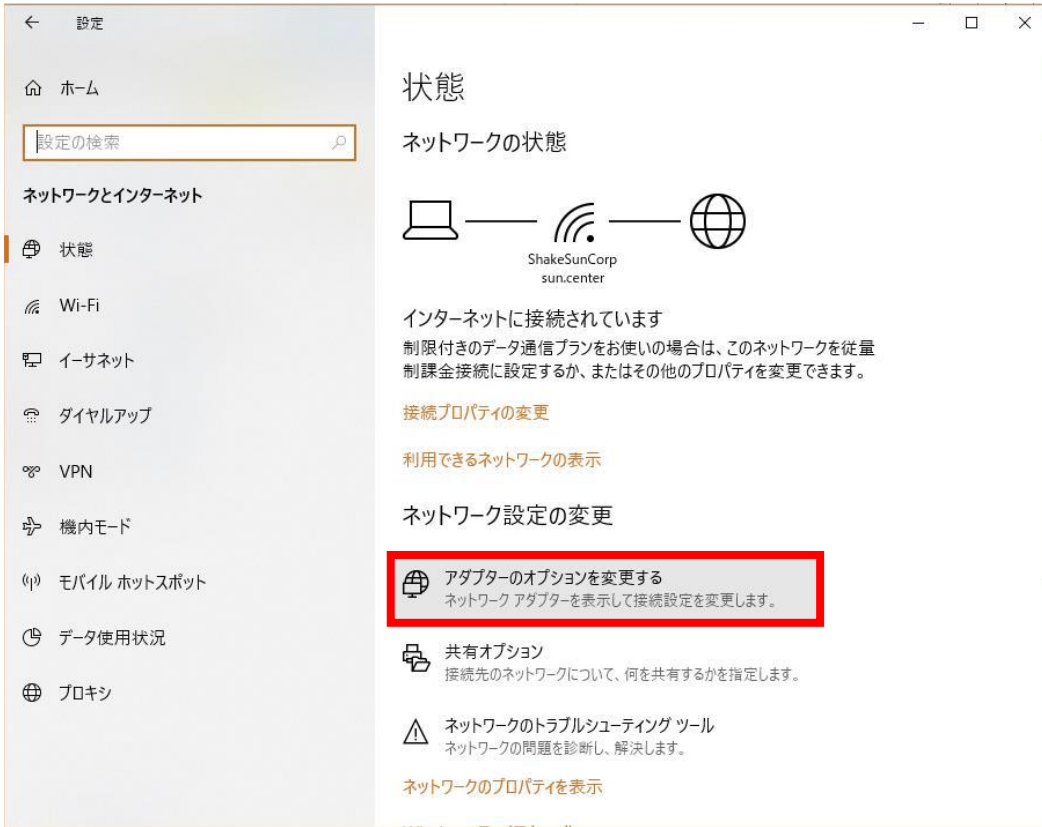 設定
ホーム
設定の検索
ネットワークとインターネット
状態
Wi-Fi
イーサネット
ダイヤルアップ
VPN
機内モード
モバイル ホットスポット
データ使用状況
プロキシ
状態
ネットワークの状態
ShakeSunCorp
sun.center
インターネットに接続されています
制限付きのデータ通信プランをお使いの場合は、このネットワークを従量
制課金接続に設定するか、またはその他のプロパティを変更できます。
接続プロパティの変更
利用できるネットワークの表示
ネットワーク設定の変更
アダプターのオプションを変更する
ネットワーク アダプターを表示して接続設定を変更します。
共有オプション
接続先のネットワークについて、何を共有するかを指定します。
ネットワークのトラブルシューティング ツール
ネットワークの問題を診断し、解決します。
ネットワークのプロパティを表示